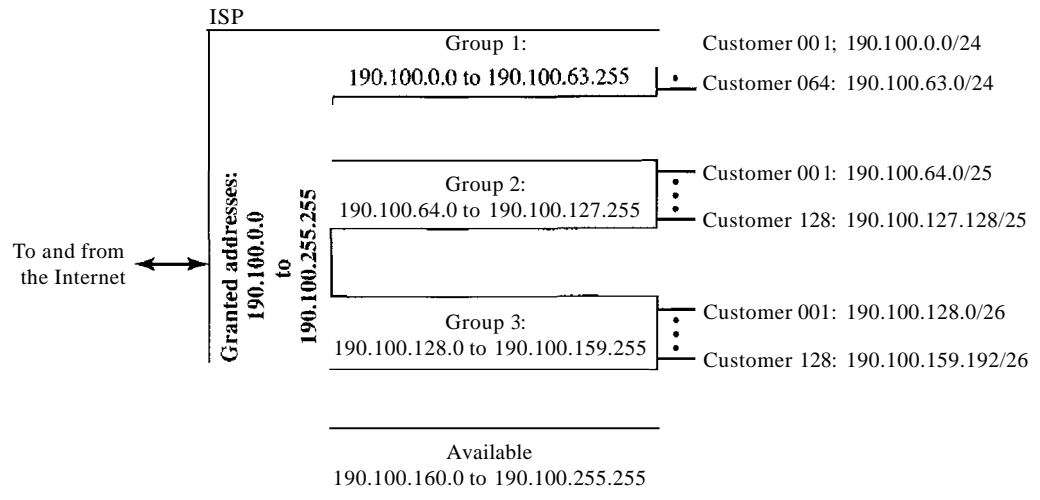 ISP
Group 1:
190.100.0.0 to 190.100.63.255
Customer 001; 190.100.0.0/24
Customer 064: 190.100.63.0/24
Group 2:
190.100.64.0 to 190.100.127.255
Customer 001: 190.100.64.0/25
Customer 128: 190.100.127.128/25
Granted addresses:
190.100.0.0
to
190.100.255.255
To and from
the Internet
Group 3:
190.100.128.0 to 190.100.159.255
Customer 001: 190.100.128.0/26
Customer 128: 190.100.159.192/26
Available
190.100.160.0 to 190.100.255.255